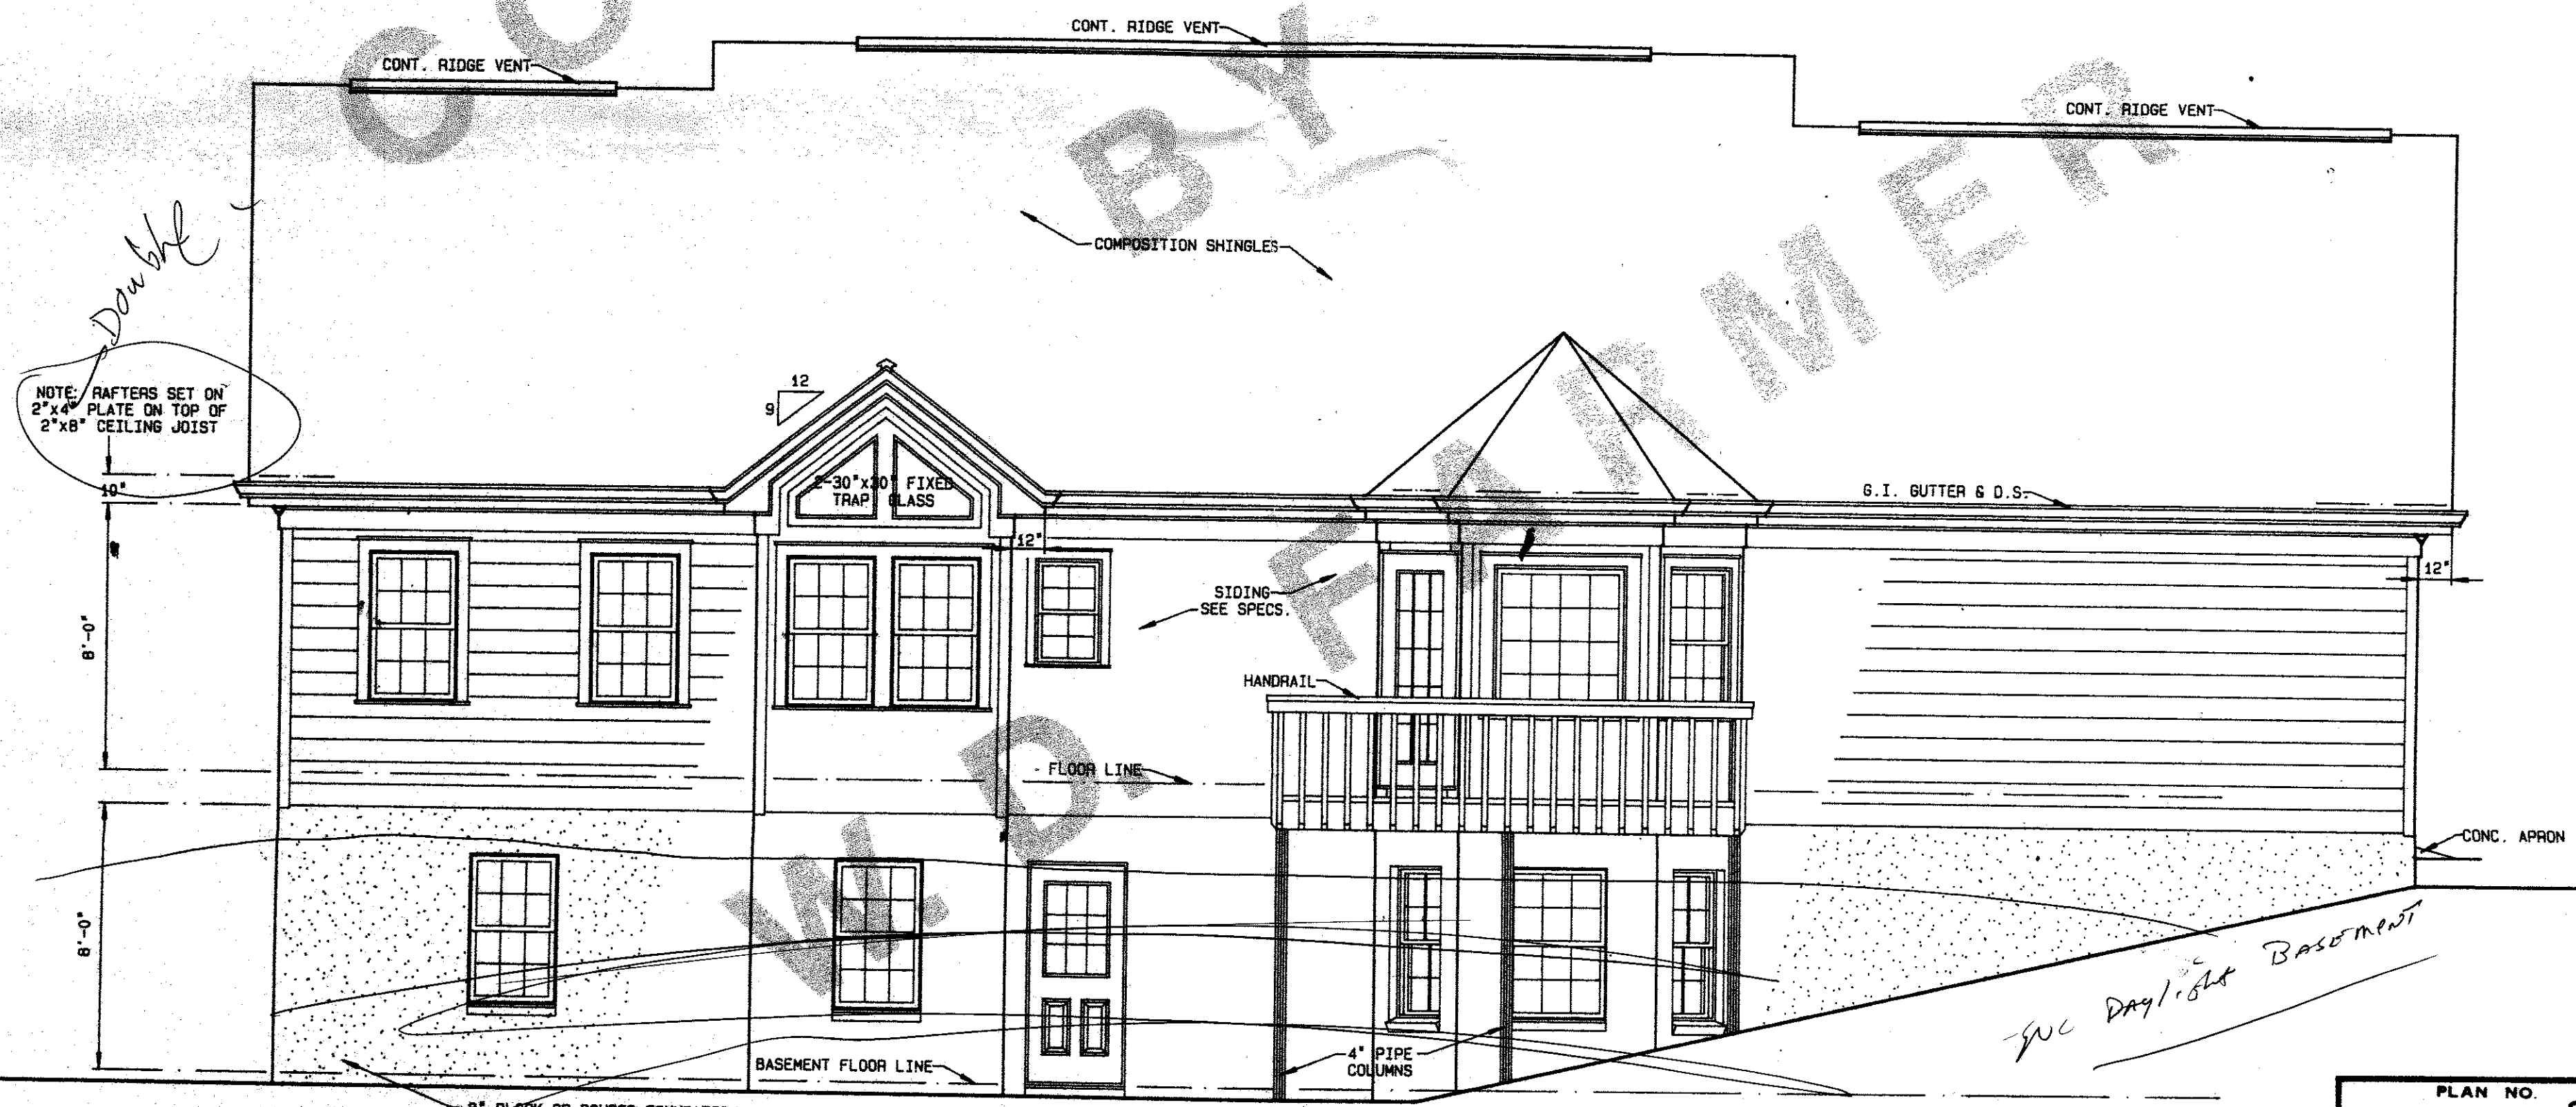 CONT. RIDGE VENT
CONT. RIDGE VENT
CONT. RIDGE VENT
BY
W. D. FARMER
COMPOSITION SHINGLES
Double
NOTE: RAFTERS SET ON
2"x4" PLATE ON TOP OF
2"x8" CEILING JOIST
12
9
10"
2-30"x30" FIXED
TRAP GLASS
G.I. GUTTER & D.S.
12"
12"
SIDING
SEE SPECS.
8'-0"
HANDRAIL
FLOOR LINE
CONC. APRON
8'-0"
DAYlight BASEMENT
4" PIPE
COLUMNS
BASEMENT FLOOR LINE
PLAN NO.